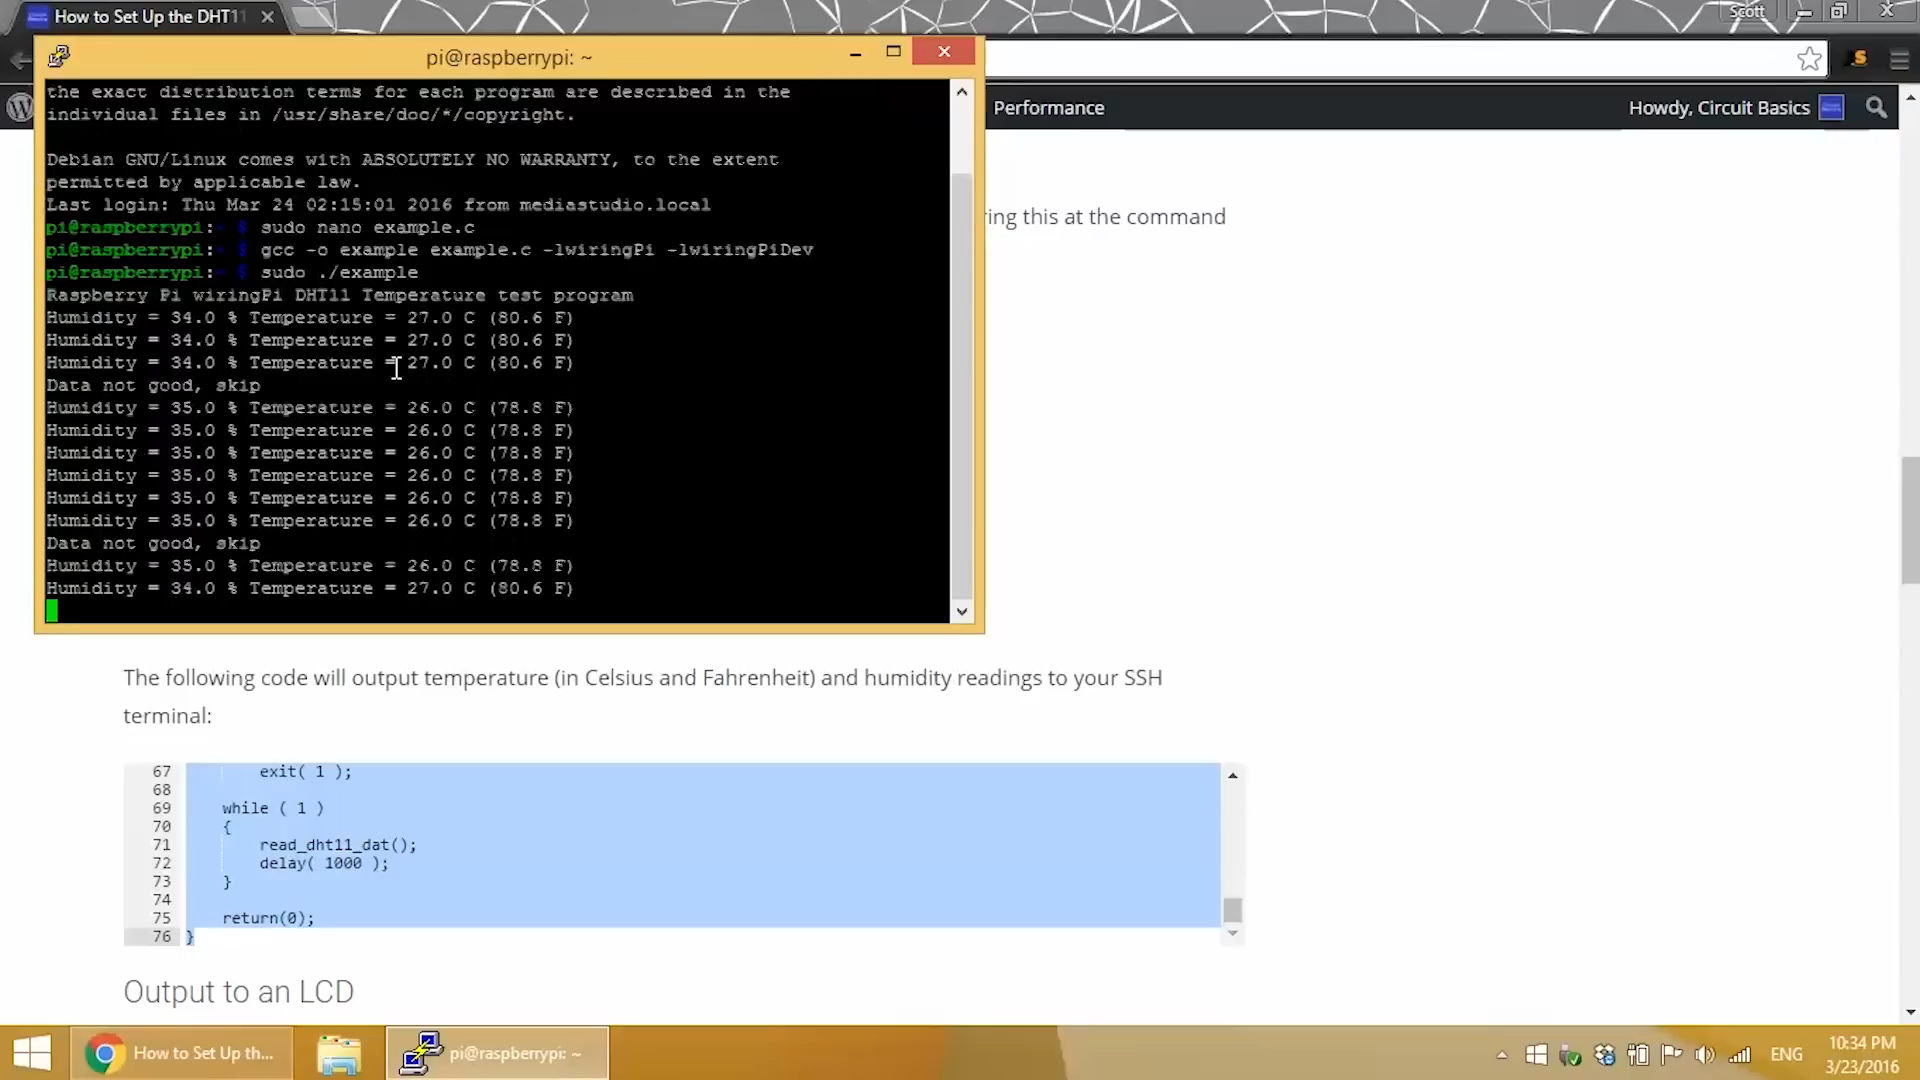 How to Set Up the DHT11
Scott
pi@raspberrypi: ~
Performance
Howdy, Circuit Basics
the exact distribution terms for each program are described in the
individual files in /usr/share/doc/*/copyright.
Debian GNU/Linux comes with ABSOLUTELY NO WARRANTY, to the extent
permitted by applicable law.
Last login: Thu Mar 24 02:15:01 2016 from mediastudio.local
pi@raspberrypi:~ $ sudo nano example.c
pi@raspberrypi:~ $ gcc -o example example.c -lwiringPi -lwiringPiDev
pi@raspberrypi:~ $ sudo ./example
Raspberry Pi wiringPi DHT11 Temperature test program
Humidity = 34.0 % Temperature = 27.0 C (80.6 F)
Humidity = 34.0 % Temperature = 27.0 C (80.6 F)
Humidity = 34.0 % Temperature = 27.0 C (80.6 F)
Data not good, skip
Humidity = 35.0 % Temperature = 26.0 C (78.8 F)
Humidity = 35.0 % Temperature = 26.0 C (78.8 F)
Humidity = 35.0 % Temperature = 26.0 C (78.8 F)
Humidity = 35.0 % Temperature = 26.0 C (78.8 F)
Humidity = 35.0 % Temperature = 26.0 C (78.8 F)
Humidity = 35.0 % Temperature = 26.0 C (78.8 F)
Data not good, skip
Humidity = 35.0 % Temperature = 26.0 C (78.8 F)
Humidity = 34.0 % Temperature = 27.0 C (80.6 F)
ring this at the command
The following code will output temperature (in Celsius and Fahrenheit) and humidity readings to your SSH
terminal:
67 exit( 1 );
68
69 while ( 1 )
70 {
71 read_dht11_dat();
72 delay( 1000 );
73 }
74
75 return(0);
76 }
Output to an LCD
How to Set Up th...
pi@raspberrypi: ~
ENG
10:34 PM
3/23/2016